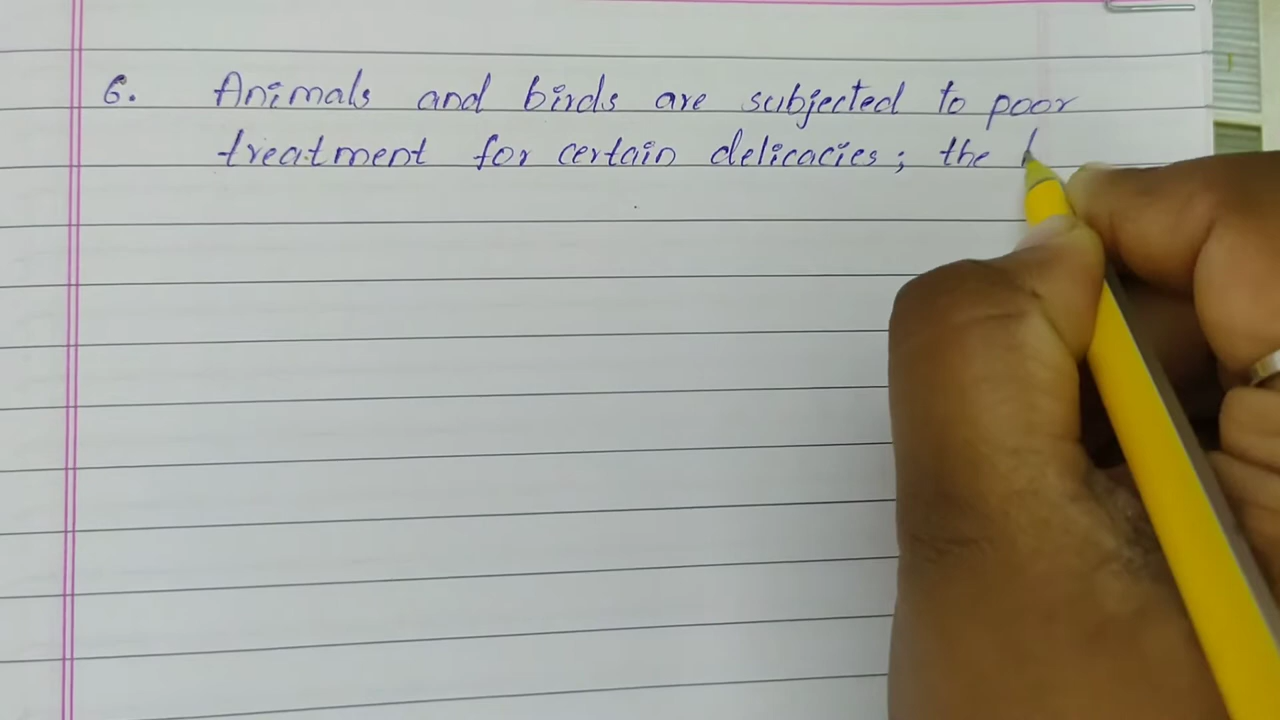 6. Animals and birds are subjected to poor
treatment for certain delicacies; the